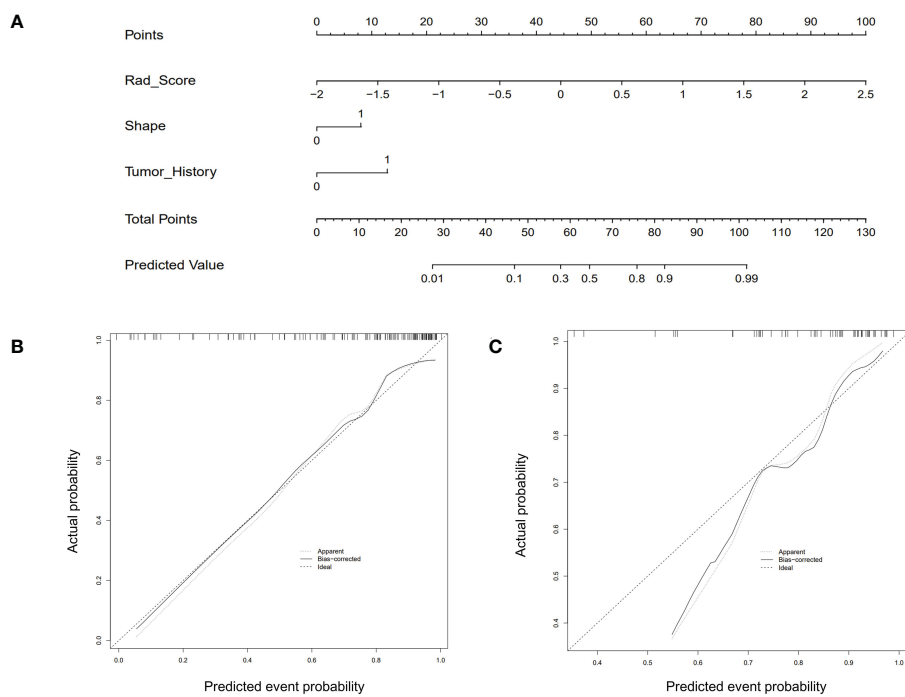 A
Points
0 10 20 30 40 50 60 70 80 90 100
Rad_Score
−2 −1.5 −1 −0.5 0 0.5 1 1.5 2 2.5
Shape
1
0
Tumor_History
1
0
Total Points
0 10 20 30 40 50 60 70 80 90 100 110 120 130
Predicted Value
0.01 0.1 0.3 0.5 0.8 0.9 0.99
B
Actual probability
1.0
0.8
0.6
0.4
0.2
0.0
Apparent
Bias−corrected
Ideal
0.0 0.2 0.4 0.6 0.8 1.0
Predicted event probability
C
Actual probability
1.0
0.9
0.8
0.7
0.6
0.5
0.4
Apparent
Bias−corrected
Ideal
0.4 0.5 0.6 0.7 0.8 0.9 1.0
Predicted event probability